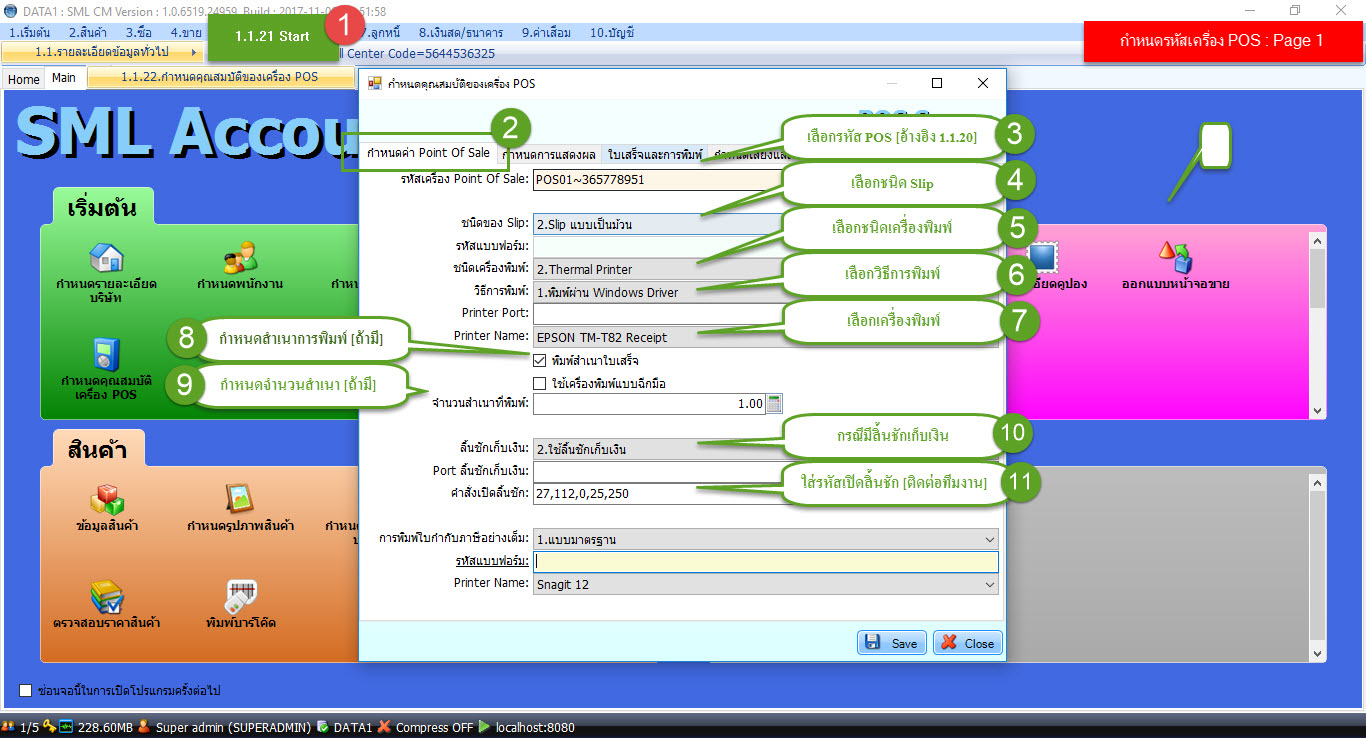 DATA1 : SML CM Version : 1.0.6519.24959 Build : 2017-11-0 :51:58
1.เริ่มต้น 2.สินค้า 3.ซื้อ 4.ขาย 7.ลูกหนี้ 8.เงินสด/ธนาคาร 9.ค่าเสื่อม 10.บัญชี
1.1.21 Start
1
กำหนดรหัสเครื่อง POS : Page 1
1.1.รายละเอียดข้อมูลทั่วไป
ll Center Code=5644536325
Home Main 1.1.22.กำหนดคุณสมบัติของเครื่อง POS
กำหนดคุณสมบัติของเครื่อง POS
SML Accou
2
กำหนดค่า Point Of Sale กำหนดการแสดงผล ใบเสร็จและการพิมพ์
เลือกรหัส POS [อ้างอิง 1.1.20]
3
รหัสเครื่อง Point Of Sale: POS01~365778951
เลือกชนิด Slip
4
ชนิดของ Slip: 2.Slip แบบเป็นม้วน
เลือกชนิดเครื่องพิมพ์
5
รหัสแบบฟอร์ม:
ชนิดเครื่องพิมพ์: 2.Thermal Printer
เลือกวิธีการพิมพ์
6
วิธีการพิมพ์: 1.พิมพ์ผ่าน Windows Driver
Printer Port:
เลือกเครื่องพิมพ์
7
Printer Name: EPSON TM-T82 Receipt
8
กำหนดสำเนาการพิมพ์ [ถ้ามี]
พิมพ์สำเนาใบเสร็จ
9
กำหนดจำนวนสำเนา [ถ้ามี]
ใช้เครื่องพิมพ์แบบฉีกมือ
จำนวนสำเนาที่พิมพ์: 1.00
กรณีมีลิ้นชักเก็บเงิน
10
ลิ้นชักเก็บเงิน: 2.ใช้ลิ้นชักเก็บเงิน
Port ลิ้นชักเก็บเงิน:
ใส่รหัสเปิดลิ้นชัก [ติดต่อทีมงาน]
11
คำสั่งเปิดลิ้นชัก: 27,112,0,25,250
การพิมพ์ใบกำกับภาษีอย่างเต็ม: 1.แบบมาตรฐาน
รหัสแบบฟอร์ม:
Printer Name: Snagit 12
Save Close
เริ่มต้น
กำหนดรายละเอียด
บริษัท
กำหนดพนักงาน
กำหน
กำหนดคุณสมบัติ
เครื่อง POS
ียดคูปอง
ออกแบบหน้าจอขาย
สินค้า
ข้อมูลสินค้า
กำหนดรูปภาพสินค้า
กำหนด
ตรวจสอบราคาสินค้า
พิมพ์บาร์โค๊ด
ซ่อนจอนี้ในการเปิดโปรแกรมครั้งต่อไป
1/5 228.60MB Super admin (SUPERADMIN) DATA1 Compress OFF localhost:8080